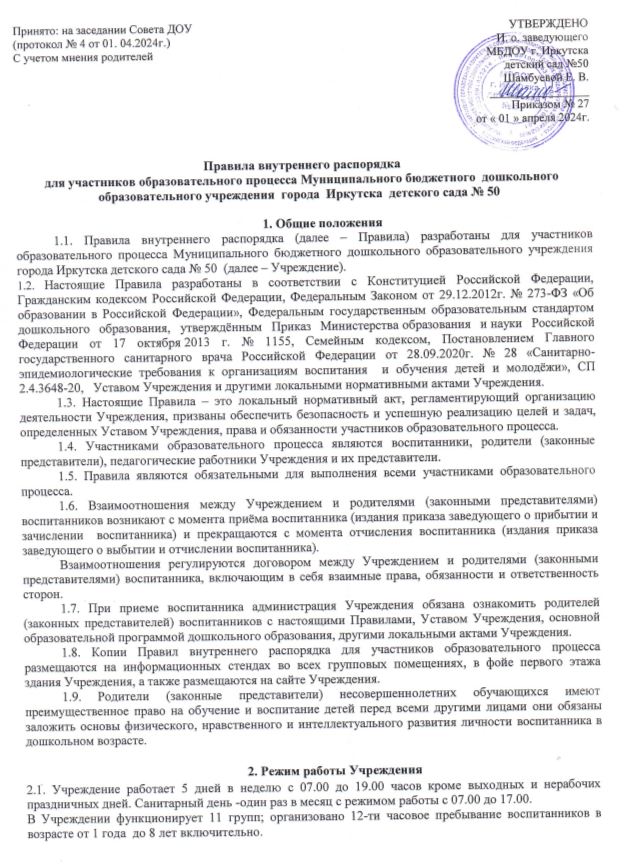 Принято: на заседании Совета ДОУ
(протокол № 4 от 01. 04.2024г.)
С учетом мнения родителей
УТВЕРЖДЕНО
И. о. заведующего
МБДОУ г. Иркутска
детский сад №50
Шамбуевой Е. В.
Приказом № 27
от « 01 » апреля 2024г.
Правила внутреннего распорядка
для участников образовательного процесса Муниципального бюджетного дошкольного
образовательного учреждения города Иркутска детского сада № 50
1. Общие положения
1.1. Правила внутреннего распорядка (далее – Правила) разработаны для участников
образовательного процесса Муниципального бюджетного дошкольного образовательного учреждения
города Иркутска детского сада № 50 (далее – Учреждение).
1.2. Настоящие Правила разработаны в соответствии с Конституцией Российской Федерации,
Гражданским кодексом Российской Федерации, Федеральным Законом от 29.12.2012г. № 273-ФЗ «Об
образовании в Российской Федерации», Федеральным государственным образовательным стандартом
дошкольного образования, утверждённым Приказ Министерства образования и науки Российской
Федерации от 17 октября 2013 г. № 1155, Семейным кодексом, Постановлением Главного
государственного санитарного врача Российской Федерации от 28.09.2020г. № 28 «Санитарно-
эпидемиологические требования к организациям воспитания и обучения детей и молодёжи», СП
2.4.3648-20, Уставом Учреждения и другими локальными нормативными актами Учреждения.
1.3. Настоящие Правила – это локальный нормативный акт, регламентирующий организацию
деятельности Учреждения, призваны обеспечить безопасность и успешную реализацию целей и задач,
определенных Уставом Учреждения, права и обязанности участников образовательного процесса.
1.4. Участниками образовательного процесса являются воспитанники, родители (законные
представители), педагогические работники Учреждения и их представители.
1.5. Правила являются обязательными для выполнения всеми участниками образовательного
процесса.
1.6. Взаимоотношения между Учреждением и родителями (законными представителями)
воспитанников возникают с момента приёма воспитанника (издания приказа заведующего о прибытии и
зачислении воспитанника) и прекращаются с момента отчисления воспитанника (издания приказа
заведующего о выбытии и отчислении воспитанника).
Взаимоотношения регулируются договором между Учреждением и родителями (законными
представителями) воспитанника, включающим в себя взаимные права, обязанности и ответственность
сторон.
1.7. При приеме воспитанника администрация Учреждения обязана ознакомить родителей
(законных представителей) воспитанников с настоящими Правилами, Уставом Учреждения, основной
образовательной программой дошкольного образования, другими локальными актами Учреждения.
1.8. Копии Правил внутреннего распорядка для участников образовательного процесса
размещаются на информационных стендах во всех групповых помещениях, в фойе первого этажа
здания Учреждения, а также размещаются на сайте Учреждения.
1.9. Родители (законные представители) несовершеннолетних обучающихся имеют
преимущественное право на обучение и воспитание детей перед всеми другими лицами они обязаны
заложить основы физического, нравственного и интеллектуального развития личности воспитанника в
дошкольном возрасте.
2. Режим работы Учреждения
2.1. Учреждение работает 5 дней в неделю с 07.00 до 19.00 часов кроме выходных и нерабочих
праздничных дней. Санитарный день -один раз в месяц с режимом работы с 07.00 до 17.00.
В Учреждении функционирует 11 групп; организовано 12-ти часовое пребывание воспитанников в
возрасте от 1 года до 8 лет включительно.